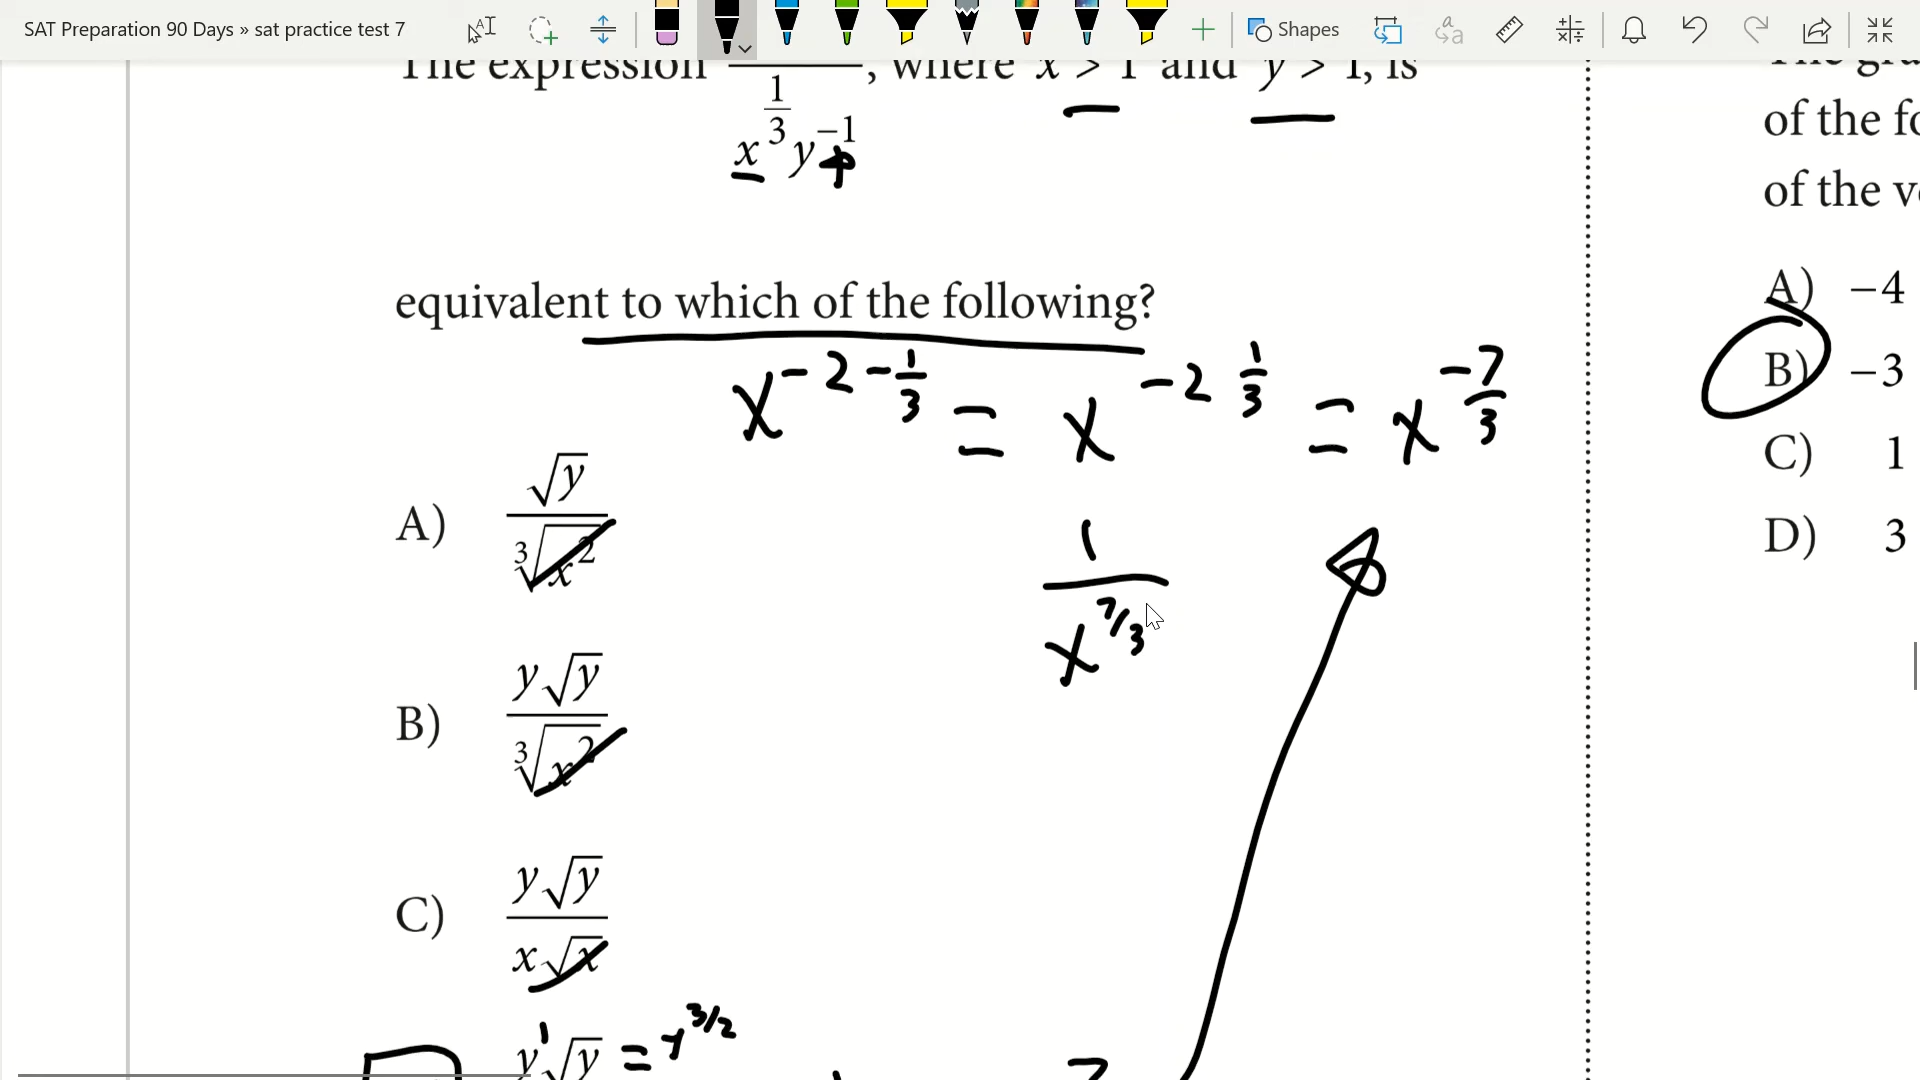 SAT Preparation 90 Days » sat practice test 7
Shapes
The expression , where x > 1 and y > 1, is
x^{1/3} y^{-1}
equivalent to which of the following?
x^{-2-1/3} = x^{-2 1/3} = x^{-7/3}
1/x^{7/3}
A) √y / ∛x²
B) y√y / ∛x²
C) y√y / x√x
y¹√y = y^{3/2}
of the
of the
A) −4
B) −3
C) 1
D) 3